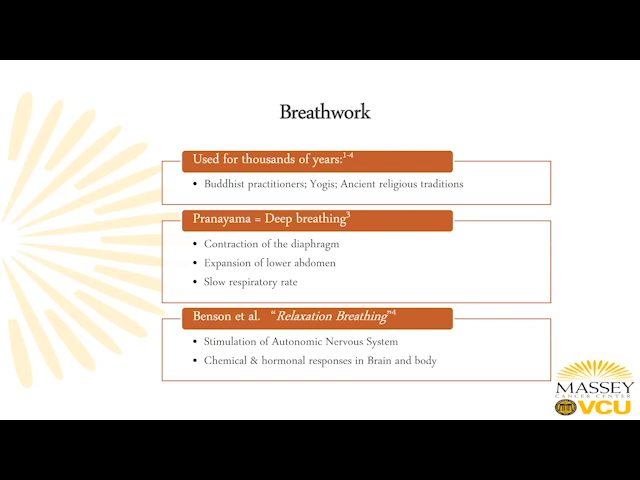 Breathwork
Used for thousands of years:1-4
• Buddhist practitioners; Yogis; Ancient religious traditions
Pranayama = Deep breathing3
• Contraction of the diaphragm
• Expansion of lower abdomen
• Slow respiratory rate
Benson et al. “Relaxation Breathing”4
• Stimulation of Autonomic Nervous System
• Chemical & hormonal responses in Brain and body
MASSEY
CANCER CENTER
VCU